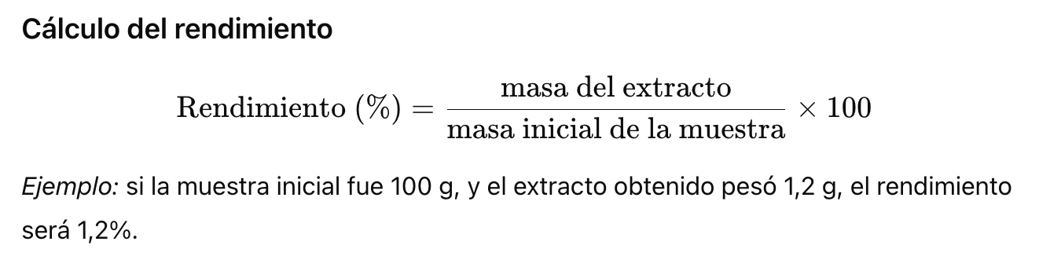 Cálculo del rendimiento
masa del extracto
Rendimiento (%) = ─────────── × 100
masa inicial de la muestra
Ejemplo: si la muestra inicial fue 100 g, y el extracto obtenido pesó 1,2 g, el rendimiento
será 1,2%.